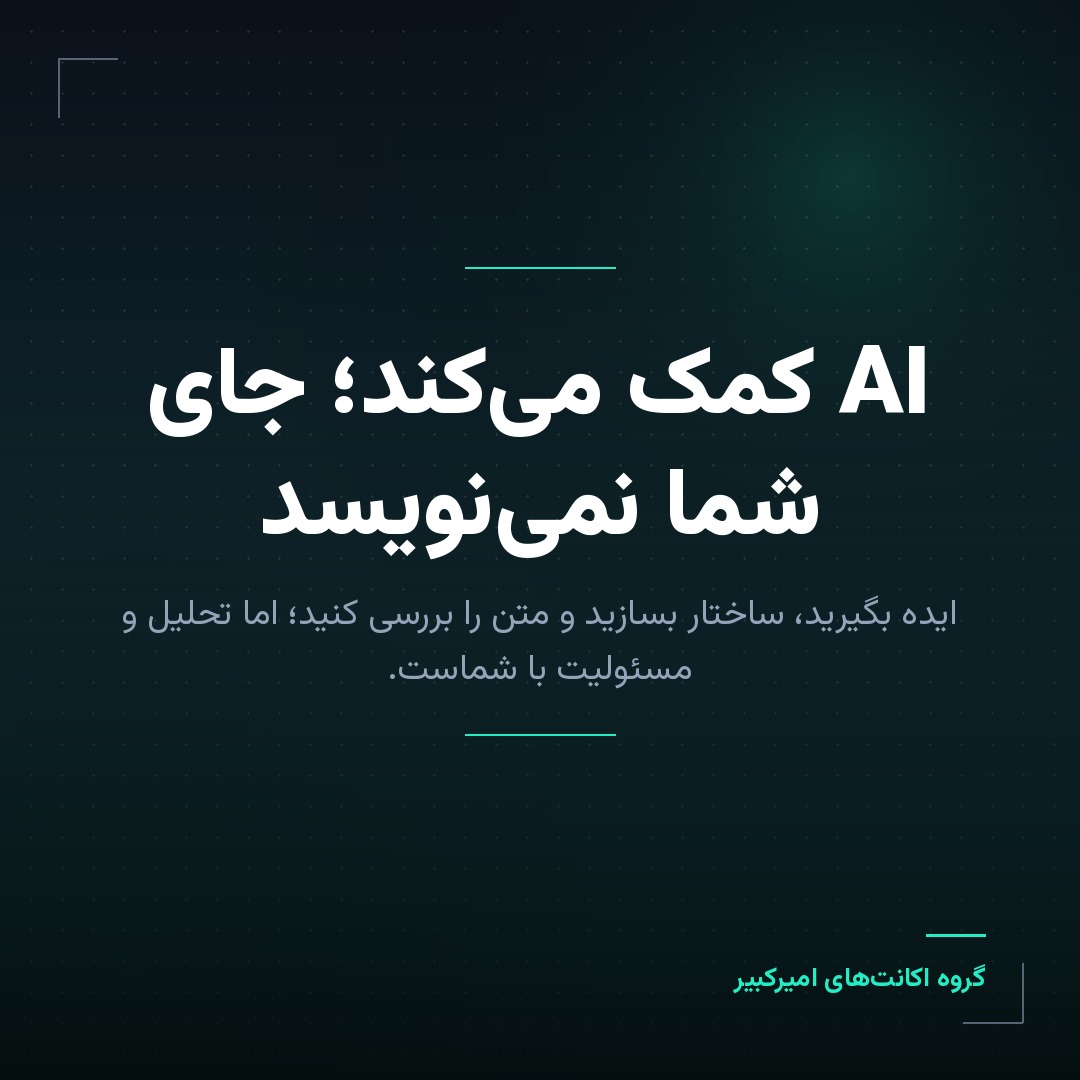 AI کمک می‌کند؛ جای
شما نمی‌نویسد
ایده بگیرید، ساختار بسازید و متن را بررسی کنید؛ اما تحلیل و
مسئولیت با شماست.
گروه اکانت‌های امیرکبیر